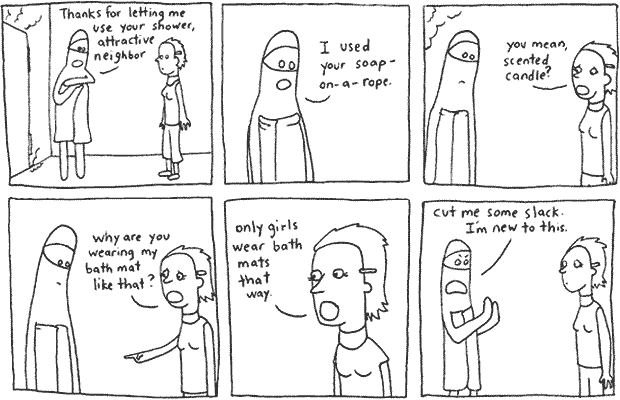 Thanks for letting me
use your shower,
attractive
neighbor
I used
your soap-
on-a-rope.
you mean,
scented
candle?
why are you
wearing my
bath mat
like that?
only girls
wear bath
mats
that
way.
cut me some slack.
I'm new to this.